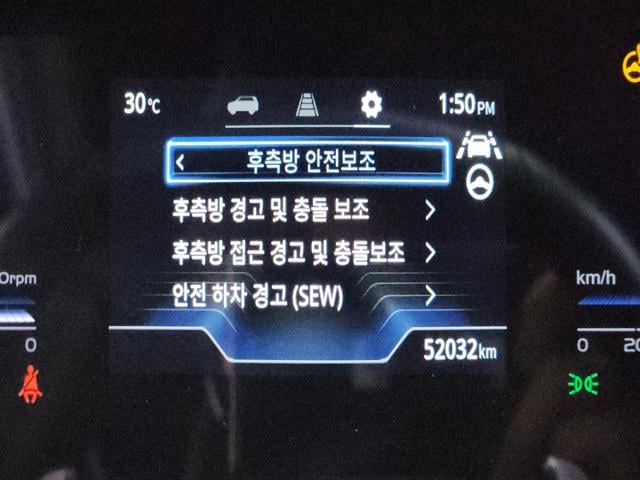 30℃
1:50PM
후측방 안전보조
후측방 경고 및 충돌 보조
후측방 접근 경고 및 충돌보조
안전 하차 경고 (SEW)
0rpm
km/h
0
0
20
52032km